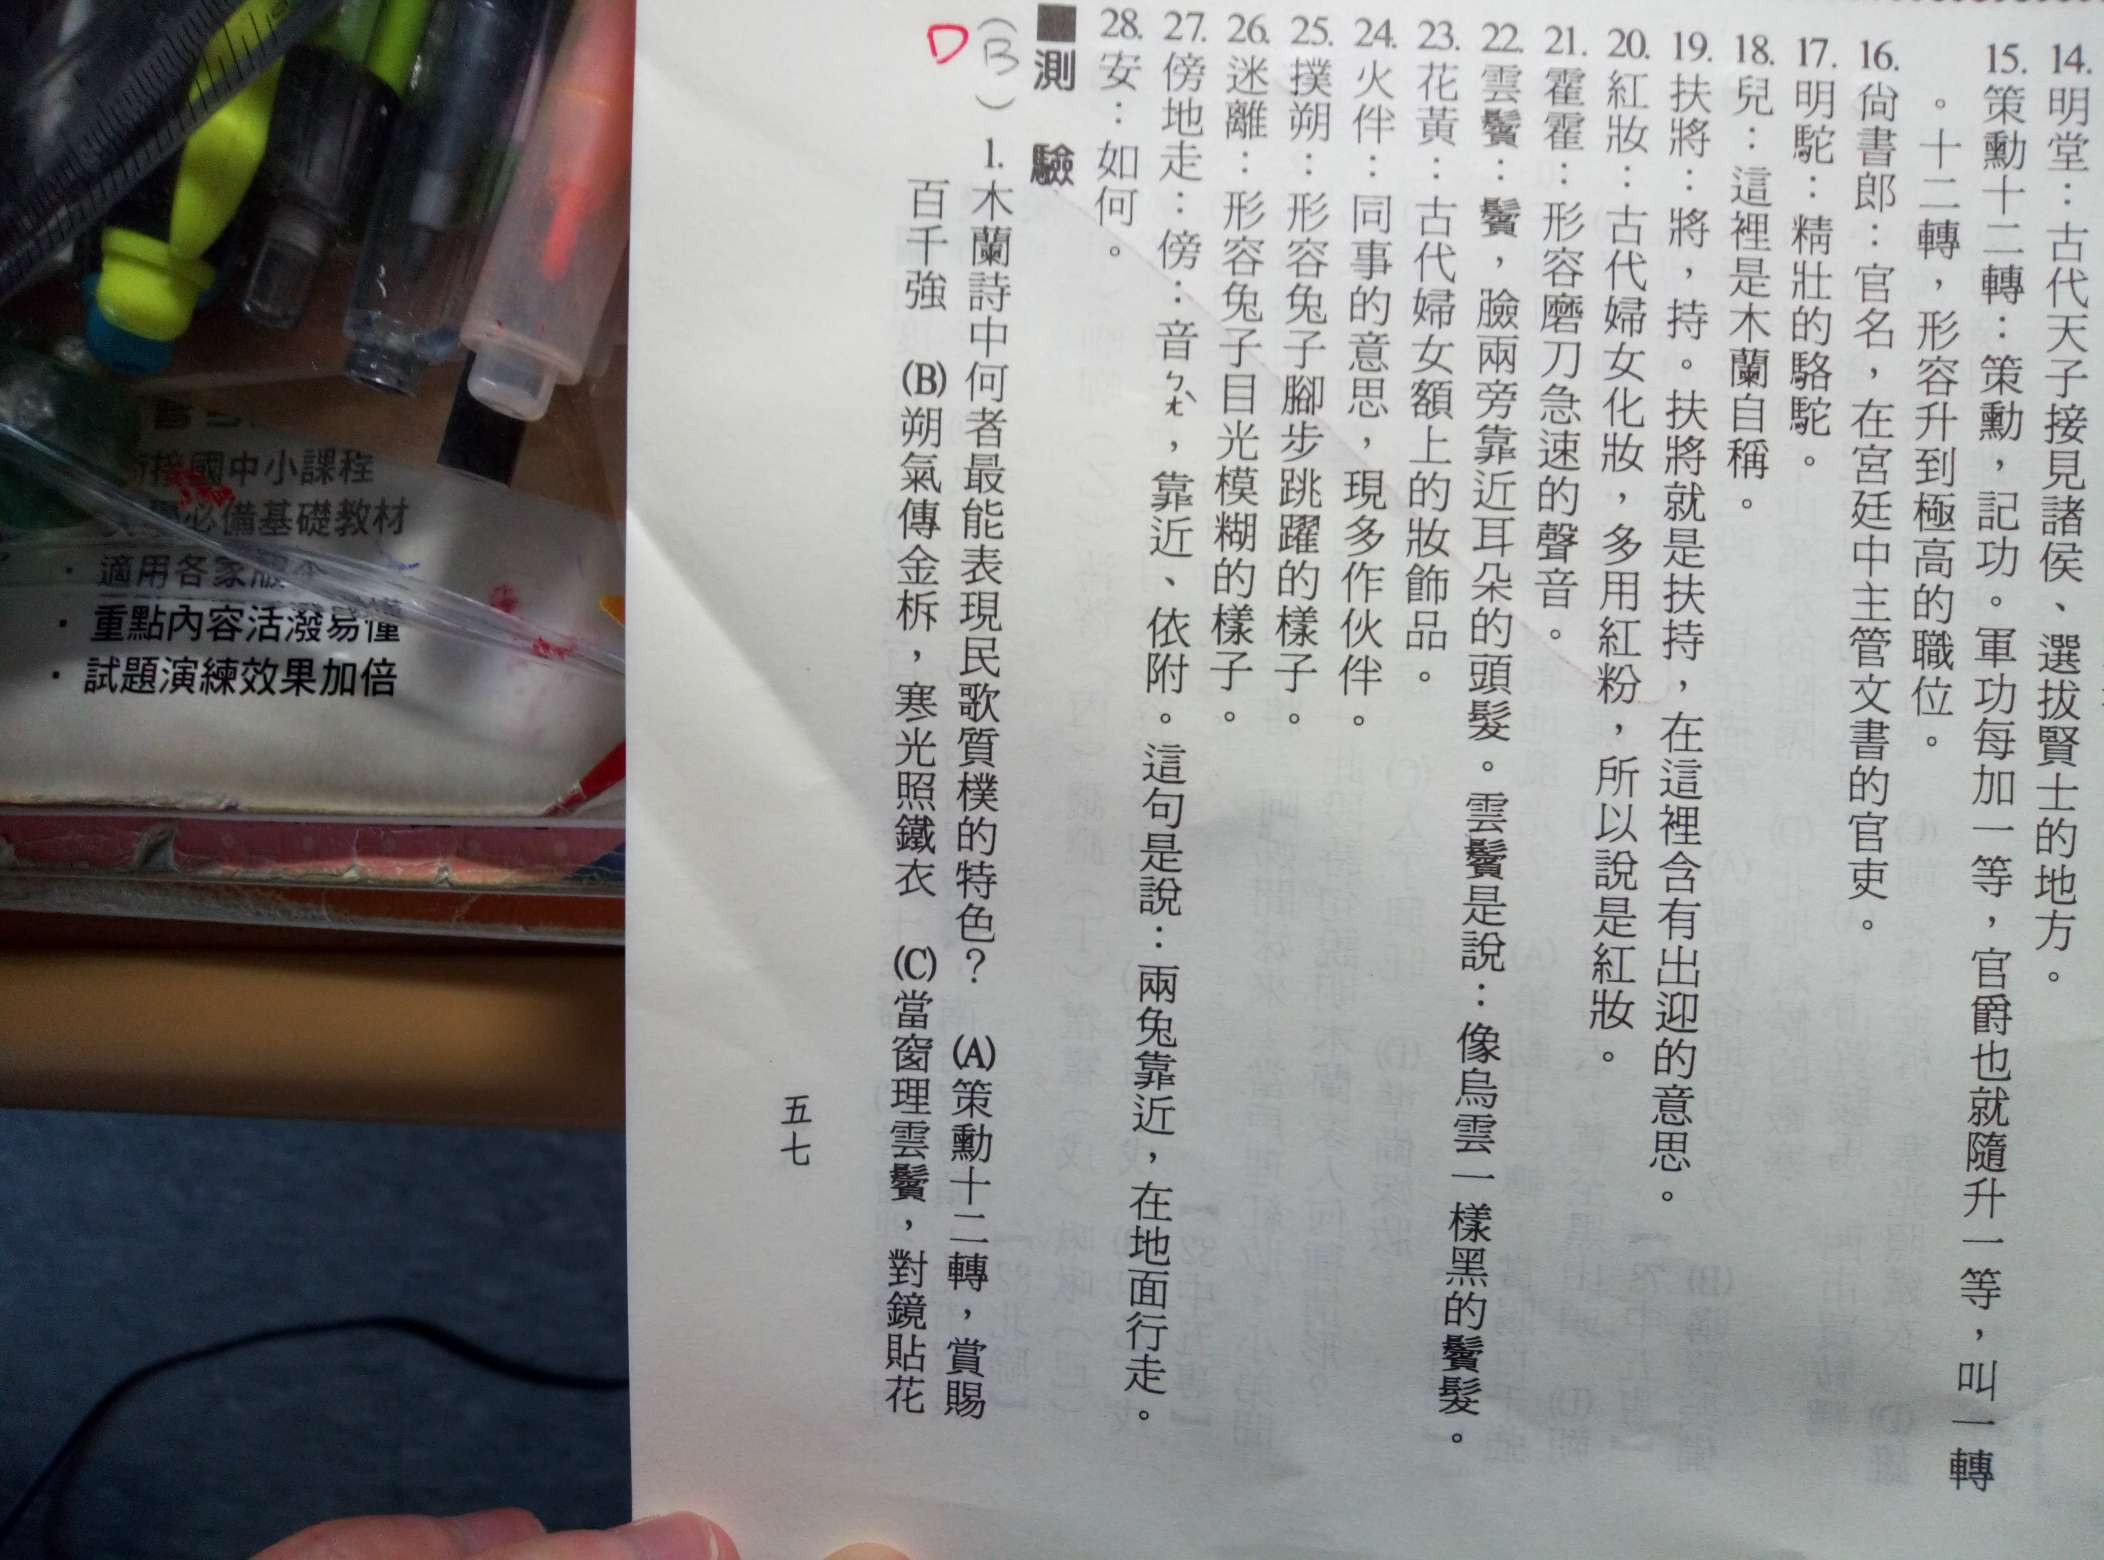 14.明堂：古代天子接見諸侯、選拔賢士的地方。
15.策勳十二轉：策勳，記功。軍功每加一等，官爵也就隨升一等，叫一轉
。十二轉，形容升到極高的職位。
16.尙書郎：官名，在宮廷中主管文書的官吏。
17.明駝：精壯的駱駝。
18.兒：這裡是木蘭自稱。
19.扶將：將，持。扶將就是扶持，在這裡含有出迎的意思。
20.紅妝：古代婦女化妝，多用紅粉，所以說是紅妝。
21.霍霍：形容磨刀急速的聲音。
22.雲鬢：鬢，臉兩旁靠近耳朵的頭髮。雲鬢是說：像烏雲一樣黑的鬢髮。
23.花黃：古代婦女額上的妝飾品。
24.火伴：同事的意思，現多作伙伴。
25.撲朔：形容兔子腳步跳躍的樣子。
26.迷離：形容兔子目光模糊的樣子。
27.傍地走：傍：音ㄅㄤˋ，靠近、依附。這句是說：兩兔靠近，在地面行走。
28.安：如何。
■測 驗
（B）1.木蘭詩中何者最能表現民歌質樸的特色？ (A)策勳十二轉，賞賜
D
百千強 (B)朔氣傳金柝，寒光照鐵衣 (C)當窗理雲鬢，對鏡貼花
五七
銜接國中小課程
必備基礎教材
・適用各家版本
・重點內容活潑易懂
・試題演練效果加倍